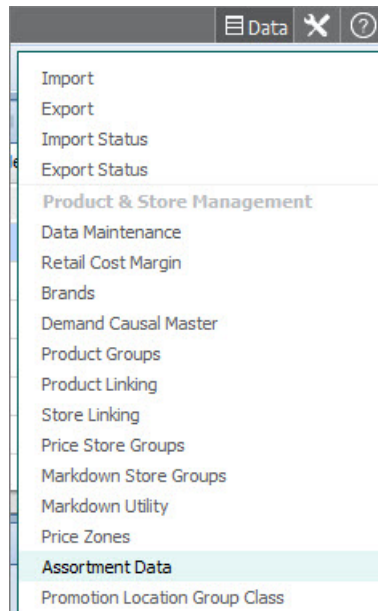 Data
Import
Export
Import Status
Export Status
Product & Store Management
Data Maintenance
Retail Cost Margin
Brands
Demand Causal Master
Product Groups
Product Linking
Store Linking
Price Store Groups
Markdown Store Groups
Markdown Utility
Price Zones
Assortment Data
Promotion Location Group Class